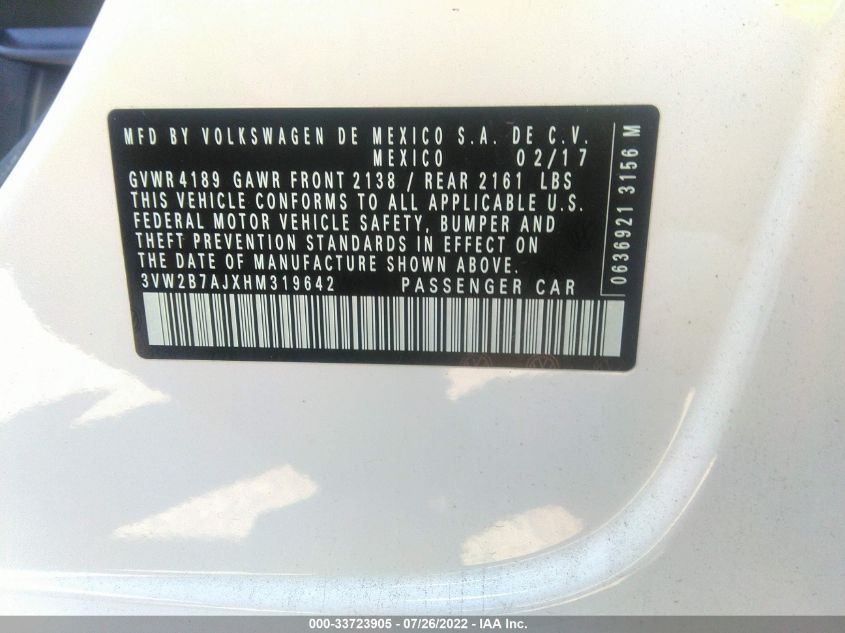 MFD BY VOLKSWAGEN DE MEXICO S.A. DE C.V.
MEXICO 02/17
GVWR 4189 GAWR FRONT 2138 / REAR 2161 LBS
THIS VEHICLE CONFORMS TO ALL APPLICABLE U.S.
FEDERAL MOTOR VEHICLE SAFETY, BUMPER AND
THEFT PREVENTION STANDARDS IN EFFECT ON
THE DATE OF MANUFACTURE SHOWN ABOVE.
3VW2B7AJXHM319642 PASSENGER CAR
0636921 3156 M
000-33723905 - 07/26/2022 - IAA Inc.